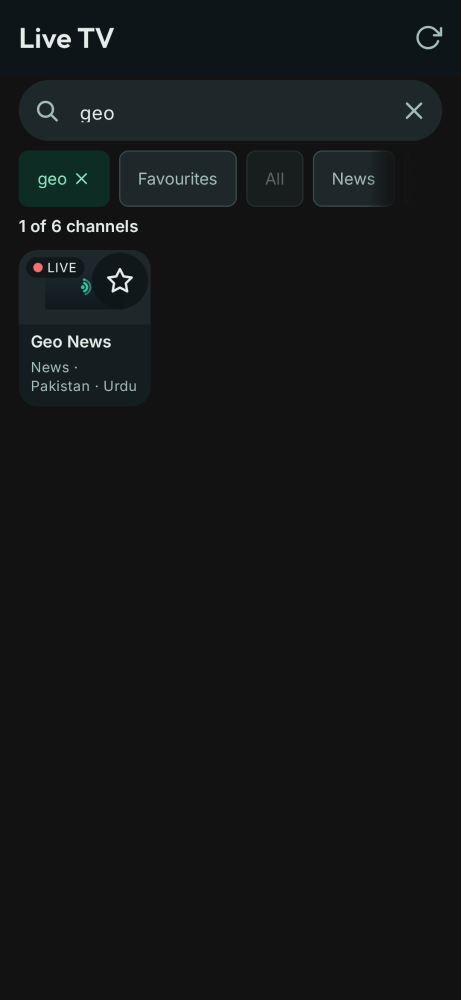 Live TV
geo
geo
Favourites
All
News
1 of 6 channels
LIVE
Geo News
News ·
Pakistan · Urdu